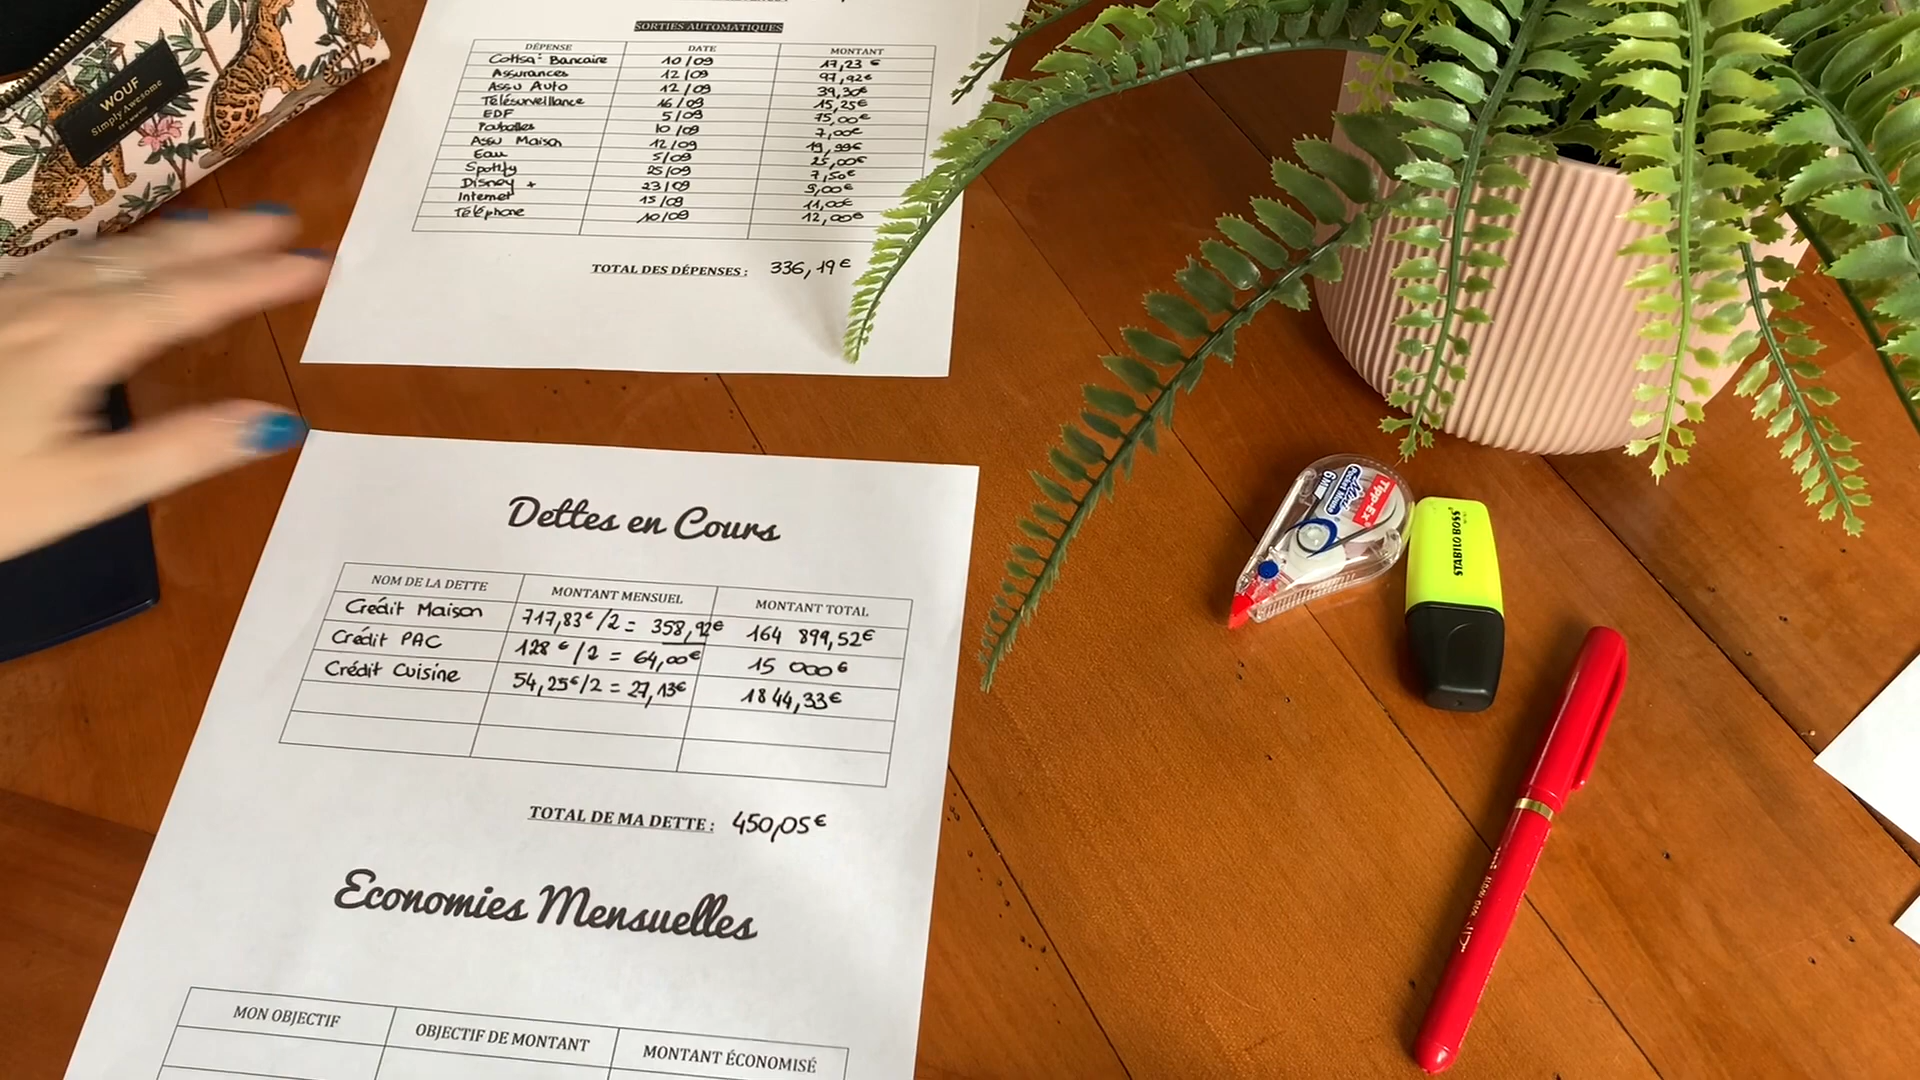 SORTIES AUTOMATIQUES
DÉPENSE DATE MONTANT
Cotisa° Bancaire 10/09 17,23 €
Assurances 12/09 97,92€
Assu Auto 12/09 39,30€
Télésurveillance 16/09 15,25€
EDF 5/09 75,00€
Poubelles 10/09 7,00€
Assu Maison 12/09 19,99€
Eau 5/09 25,00€
Spotify 25/09 7,50€
Disney + 23/09 9,00€
Internet 15/09 11,00€
Téléphone 10/09 12,00€
TOTAL DES DÉPENSES : 336,19€
WOUF
Simply Awesome
Dettes en Cours
NOM DE LA DETTE MONTANT MENSUEL MONTANT TOTAL
Crédit Maison 717,83€/2 = 358,92€ 164 899,52€
Crédit PAC 128€/2 = 64,00€ 15 000€
Crédit Cuisine 54,25€/2 = 27,13€ 1844,33€
TOTAL DE MA DETTE : 450,05€
Economies Mensuelles
MON OBJECTIF OBJECTIF DE MONTANT MONTANT ÉCONOMISÉ
Tipp-Ex
STABILO BOSS